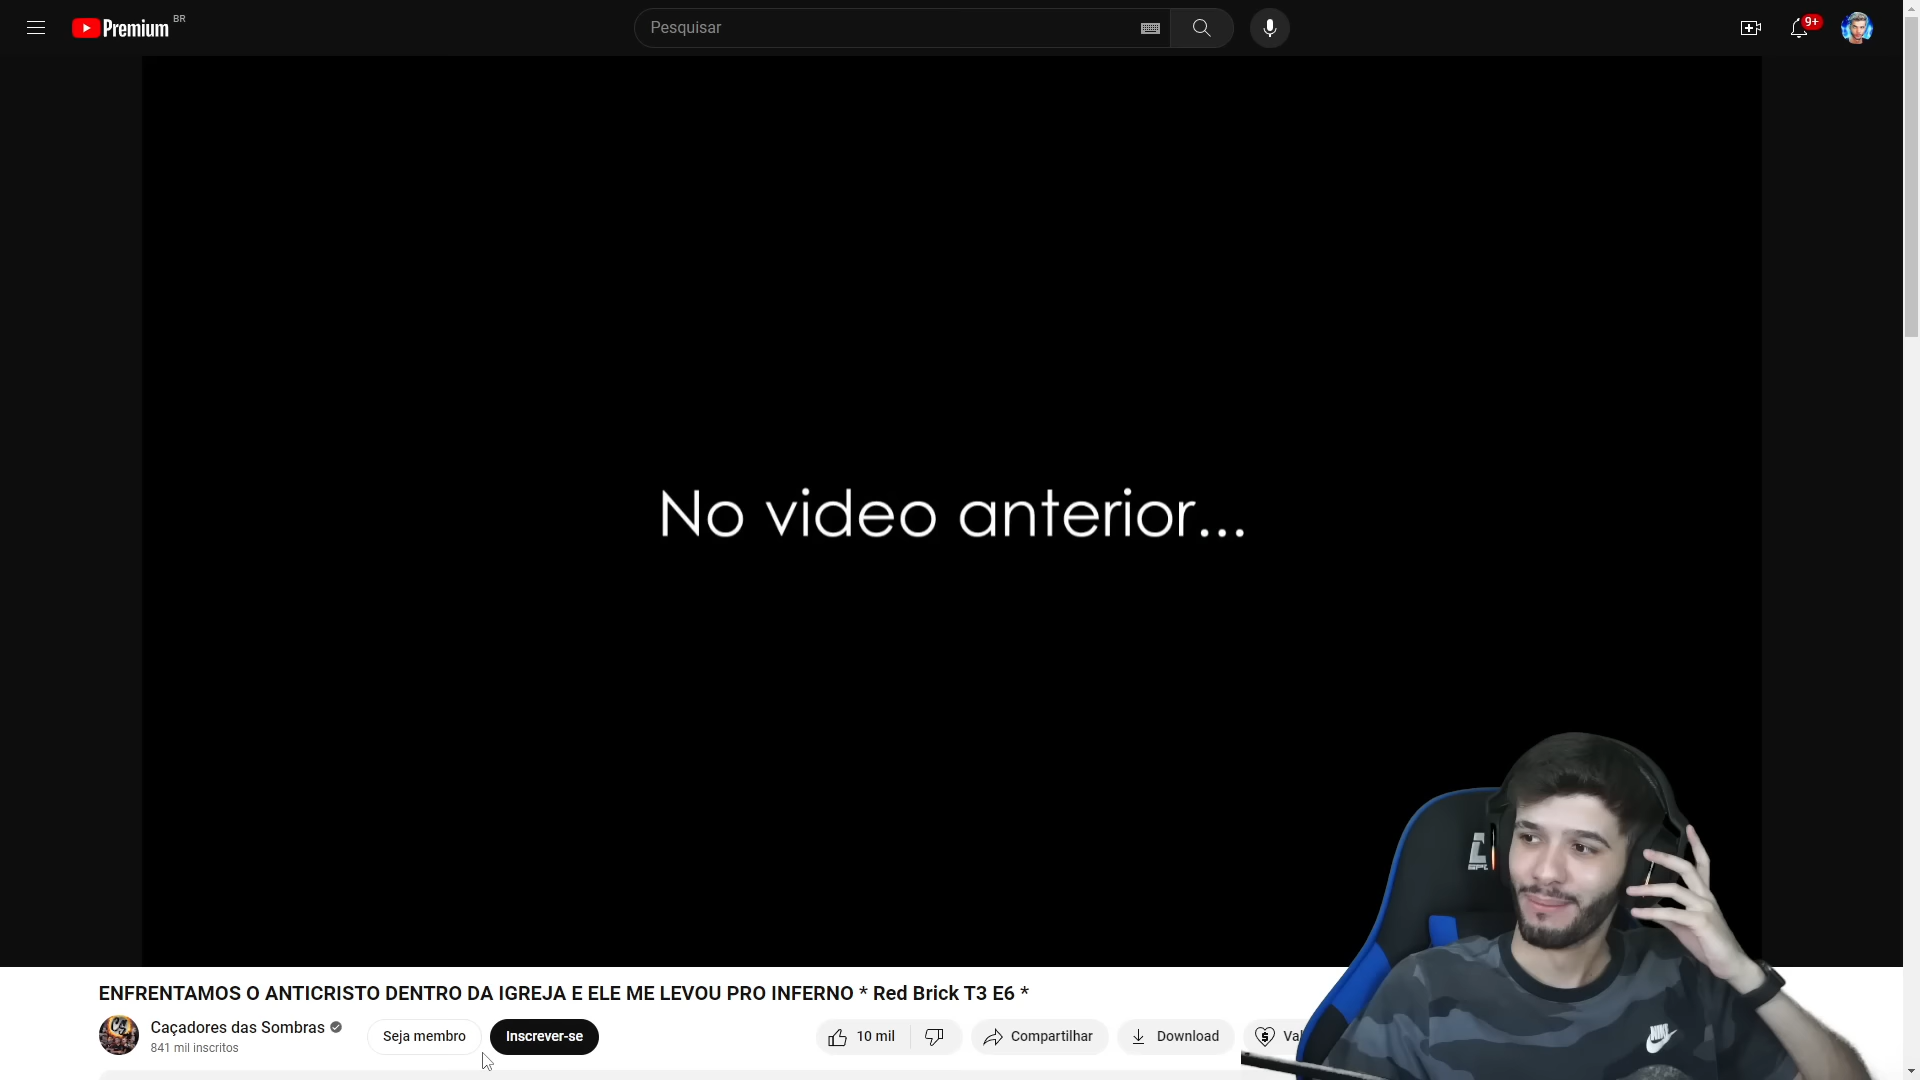 Premium BR
Pesquisar
9+
No video anterior...
ENFRENTAMOS O ANTICRISTO DENTRO DA IGREJA E ELE ME LEVOU PRO INFERNO * Red Brick T3 E6 *
Caçadores das Sombras
841 mil inscritos
Seja membro
Inscrever-se
10 mil
Compartilhar
Download